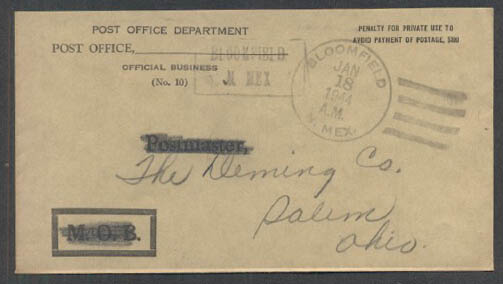 POST OFFICE DEPARTMENT
POST OFFICE,
OFFICIAL BUSINESS
(No. 10)
PENALTY FOR PRIVATE USE TO
AVOID PAYMENT OF POSTAGE, $300
BLOOMFIELD
N. MEX
BLOOMFIELD
JAN
18
1944
A.M.
N. MEX.
Postmaster,
The Deming Co.
Salem
Ohio.
M. O. B.